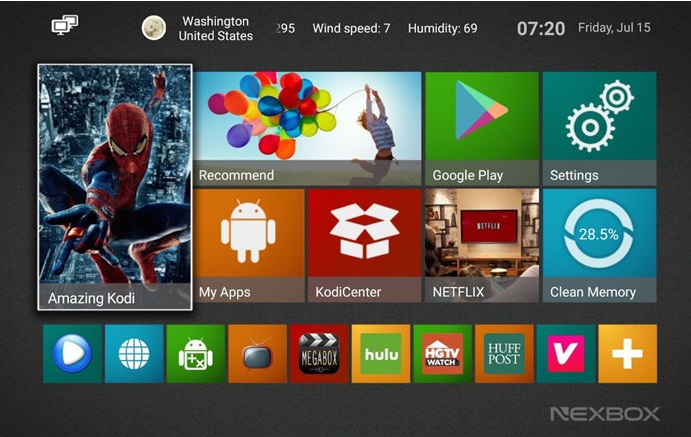 Washington
United States
295
Wind speed: 7
Humidity: 69
07:20
Friday, Jul 15
Amazing Kodi
Recommend
Google Play
Settings
My Apps
KodiCenter
NETFLIX
NETFLIX
28.5%
Clean Memory
MEGABOX
HD
hulu
HGTV
WATCH
HUFF
POST
NEXBOX